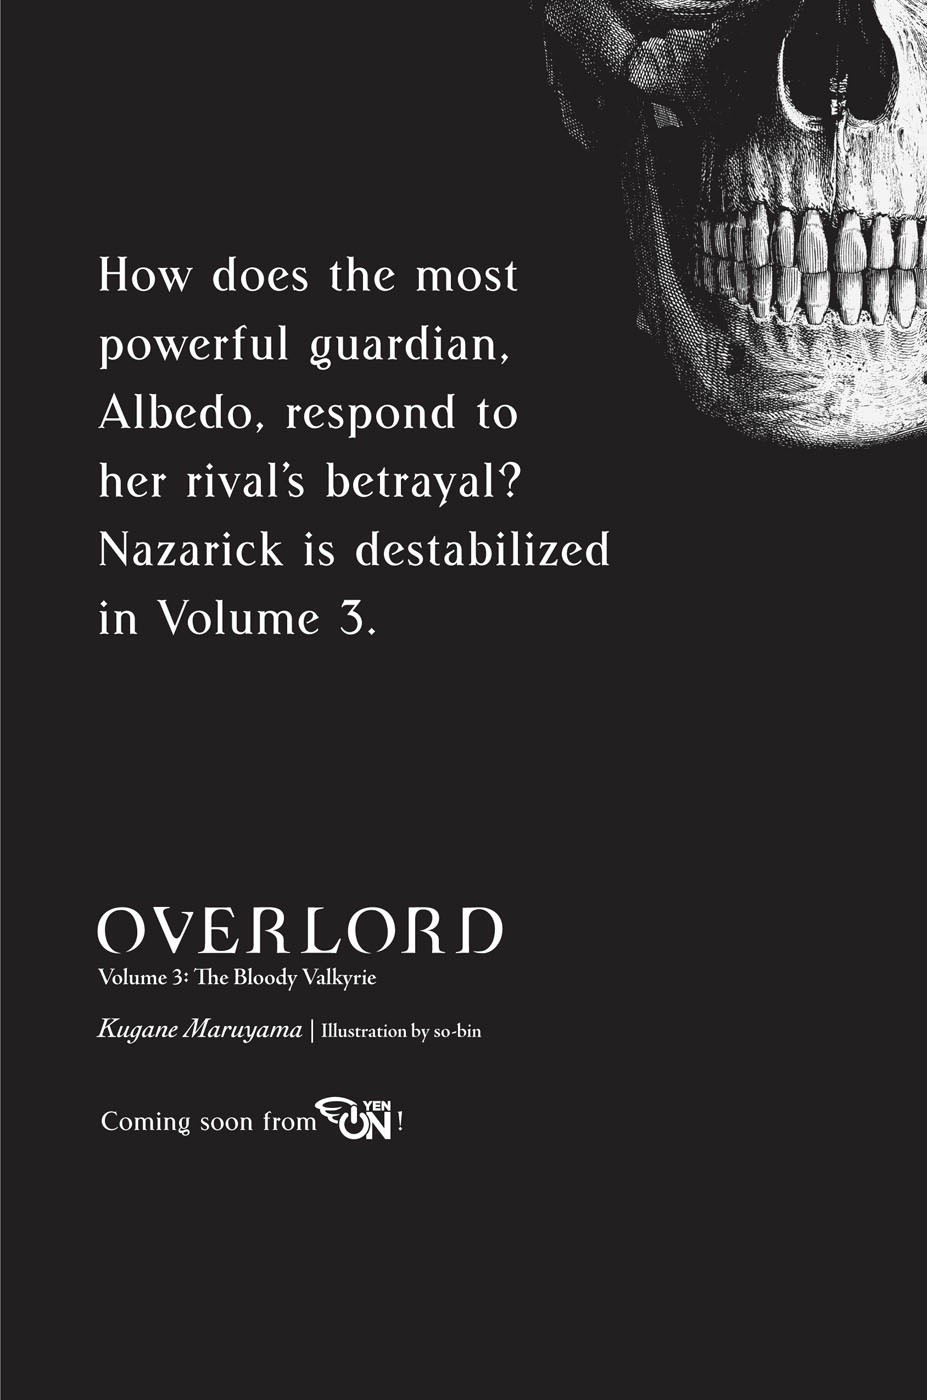 How does the most
powerful guardian,
Albedo, respond to
her rival’s betrayal?
Nazarick is destabilized
in Volume 3.
OVERLORD
Volume 3: The Bloody Valkyrie
Kugane Maruyama | Illustration by so-bin
Coming soon from YEN ON!